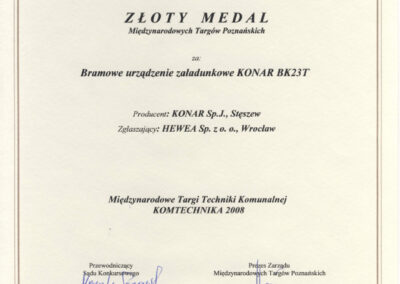 ZŁOTY MEDAL
Międzynarodowych Targów Poznańskich
za:
Bramowe urządzenie załadunkowe KONAR BK23T
Producent: KONAR Sp.J., Stęszew
Zgłaszający: HEWEA Sp. z o. o., Wrocław
Międzynarodowe Targi Techniki Komunalnej
KOMTECHNIKA 2008
Przewodniczący Prezes Zarządu
Sądu Konkursowego Międzynarodowych Targów Poznańskich